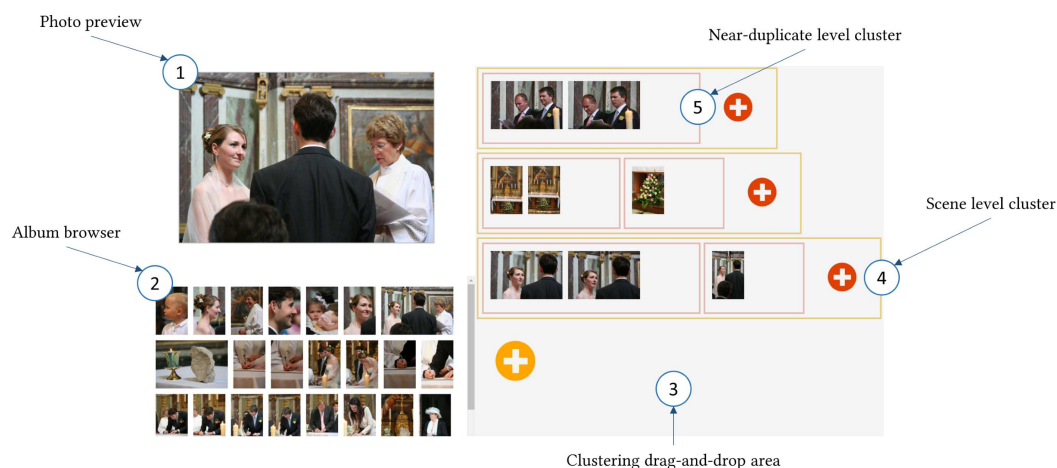 Photo preview
Near-duplicate level cluster
1
5
Scene level cluster
Album browser
2
4
3
Clustering drag-and-drop area